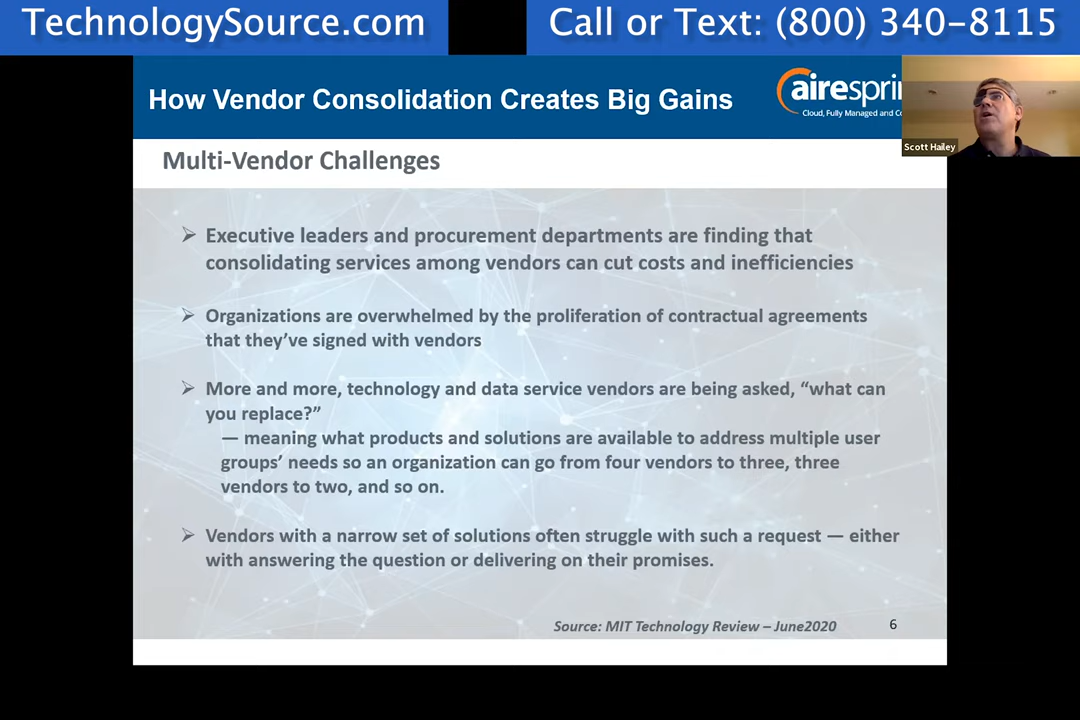 TechnologySource.com
Call or Text: (800) 340-8115
How Vendor Consolidation Creates Big Gains
Cloud, Fully Managed and
Scott Hailey
Multi-Vendor Challenges
➢ Executive leaders and procurement departments are finding that
consolidating services among vendors can cut costs and inefficiencies
➢ Organizations are overwhelmed by the proliferation of contractual agreements
that they’ve signed with vendors
➢ More and more, technology and data service vendors are being asked, “what can
you replace?”
— meaning what products and solutions are available to address multiple user
groups’ needs so an organization can go from four vendors to three, three
vendors to two, and so on.
➢ Vendors with a narrow set of solutions often struggle with such a request — either
with answering the question or delivering on their promises.
Source: MIT Technology Review – June2020
6